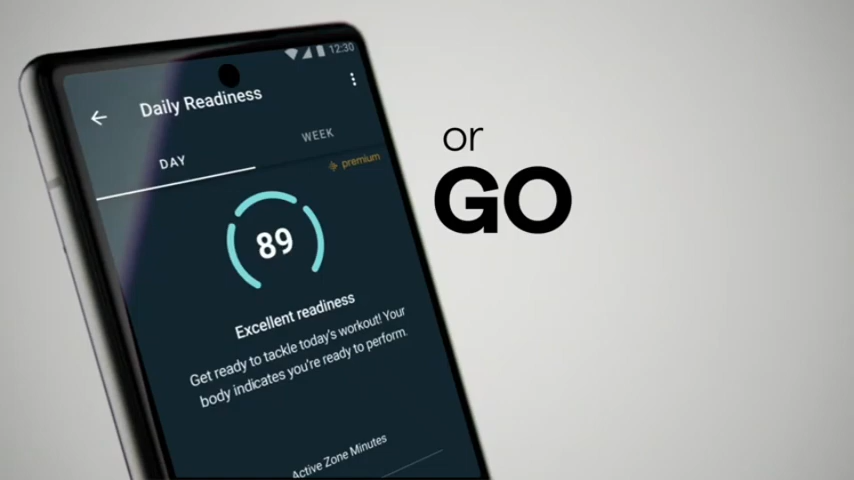 12:30
Daily Readiness
DAY
WEEK
premium
89
Excellent readiness
Get ready to tackle today's workout! Your
body indicates you're ready to perform.
Active Zone Minutes
or
GO